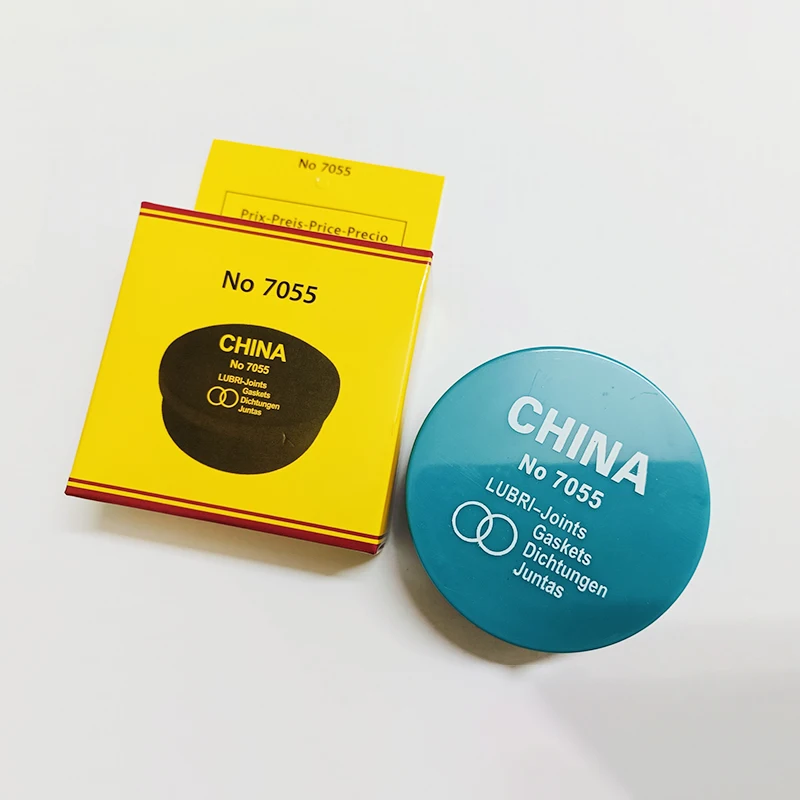 No 7055
Prix-Preis-Price-Precio
No 7055
CHINA
No 7055
LUBRI-Joints
Gaskets
Dichtungen
Juntas
CHINA
No 7055
LUBRI-Joints
Gaskets
Dichtungen
Juntas